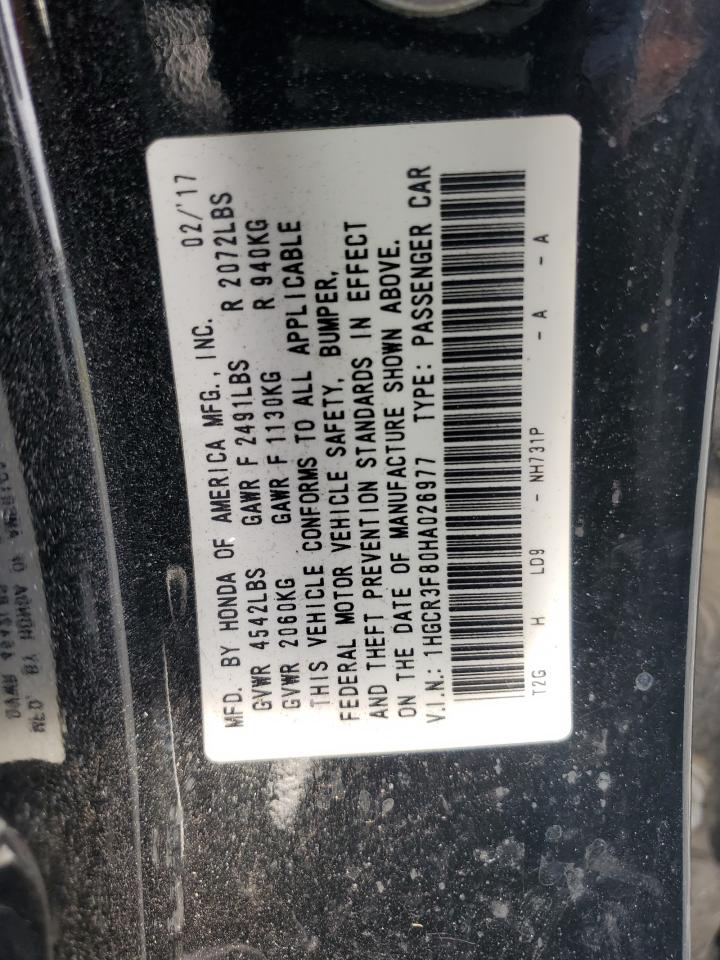 MFD. BY HONDA OF AMERICA MFG., INC. 02/'17
GVWR 4542LBS GAWR F 2491LBS R 2072LBS
GVWR 2060KG GAWR F 1130KG R 940KG
THIS VEHICLE CONFORMS TO ALL APPLICABLE
FEDERAL MOTOR VEHICLE SAFETY, BUMPER,
AND THEFT PREVENTION STANDARDS IN EFFECT
ON THE DATE OF MANUFACTURE SHOWN ABOVE.
V.I.N.: 1HGCR3F80HA026977 TYPE: PASSENGER CAR
T2G H LD9 - NH731P - A - A